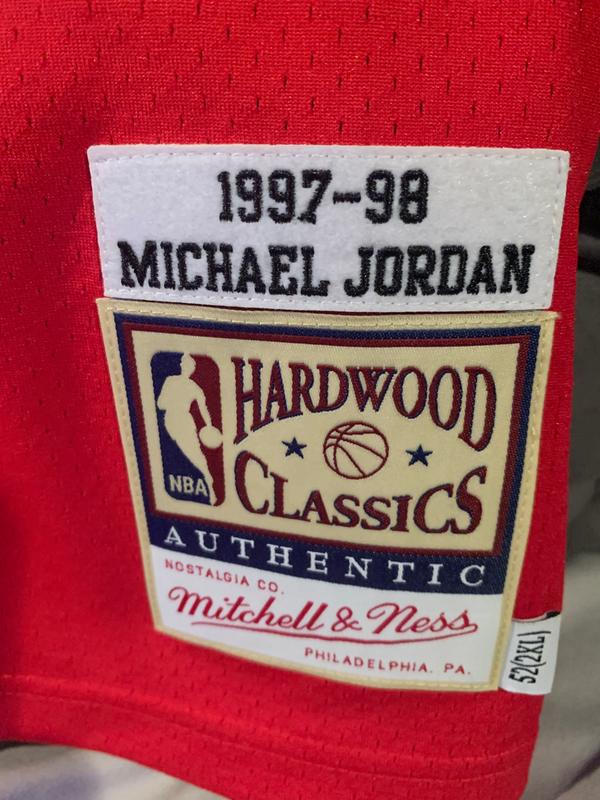 1997-98
MICHAEL JORDAN
HARDWOOD
NBA
CLASSICS
AUTHENTIC
NOSTALGIA CO.
Mitchell & Ness
PHILADELPHIA, PA.
52(2XL)